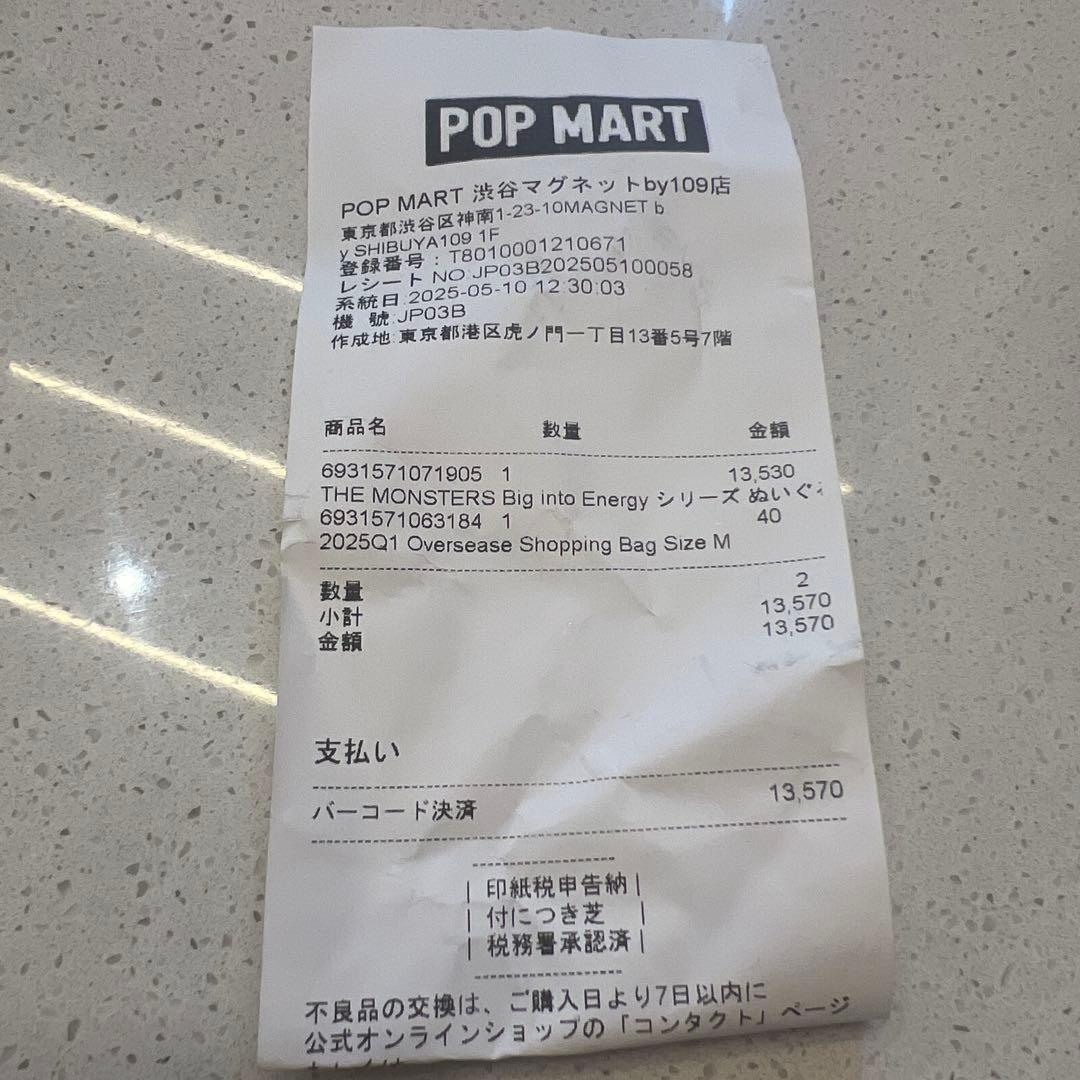 POP MART
POP MART 渋谷マグネットby109店
東京都渋谷区神南1-23-10MAGNET b
y SHIBUYA109 1F
登録番号：T8010001210671
レシート NO:JP03B202505100058
系統日:2025-05-10 12:30:03
機 號:JP03B
作成地:東京都港区虎ノ門一丁目13番5号7階
商品名 數量 金額
6931571071905 1 13,530
THE MONSTERS Big into Energy シリーズ ぬいぐ
6931571063184 1 40
2025Q1 Oversease Shopping Bag Size M
數量 2
小計 13,570
金額 13,570
支払い
バーコード決済 13,570
印紙税申告納
付につき芝
税務署承認済
不良品の交換は、ご購入日より7日以内に
公式オンラインショップの「コンタクト」ページ